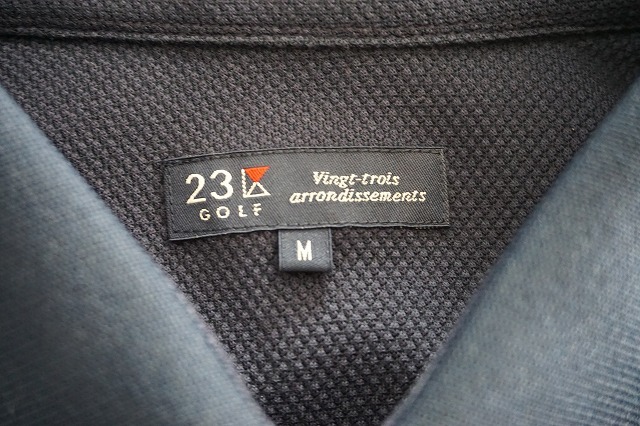 23
GOLF
Vingt-trois
arrondissements
M